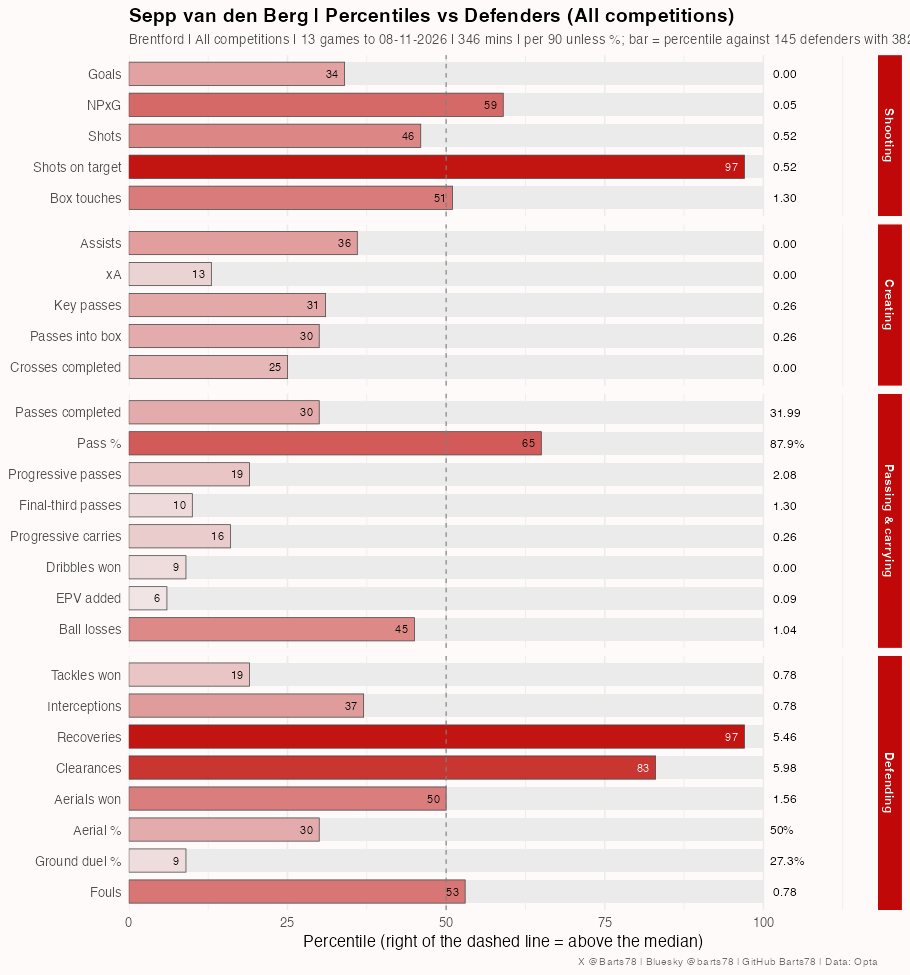 Sepp van den Berg | Percentiles vs Defenders (All competitions)
Brentford | All competitions | 13 games to 08-11-2026 | 346 mins | per 90 unless %; bar = percentile against 145 defenders with 382
Goals 34 0.00
NPxG 59 0.05
Shots 46 0.52
Shots on target 97 0.52
Box touches 51 1.30
Shooting
Assists 36 0.00
xA 13 0.00
Key passes 31 0.26
Passes into box 30 0.26
Crosses completed 25 0.00
Creating
Passes completed 30 31.99
Pass % 65 87.9%
Progressive passes 19 2.08
Final-third passes 10 1.30
Progressive carries 16 0.26
Dribbles won 9 0.00
EPV added 6 0.09
Ball losses 45 1.04
Passing & carrying
Tackles won 19 0.78
Interceptions 37 0.78
Recoveries 97 5.46
Clearances 83 5.98
Aerials won 50 1.56
Aerial % 30 50%
Ground duel % 9 27.3%
Fouls 53 0.78
Defending
0 25 50 75 100
Percentile (right of the dashed line = above the median)
X @Barts78 | Bluesky @barts78 | GitHub Barts78 | Data: Opta